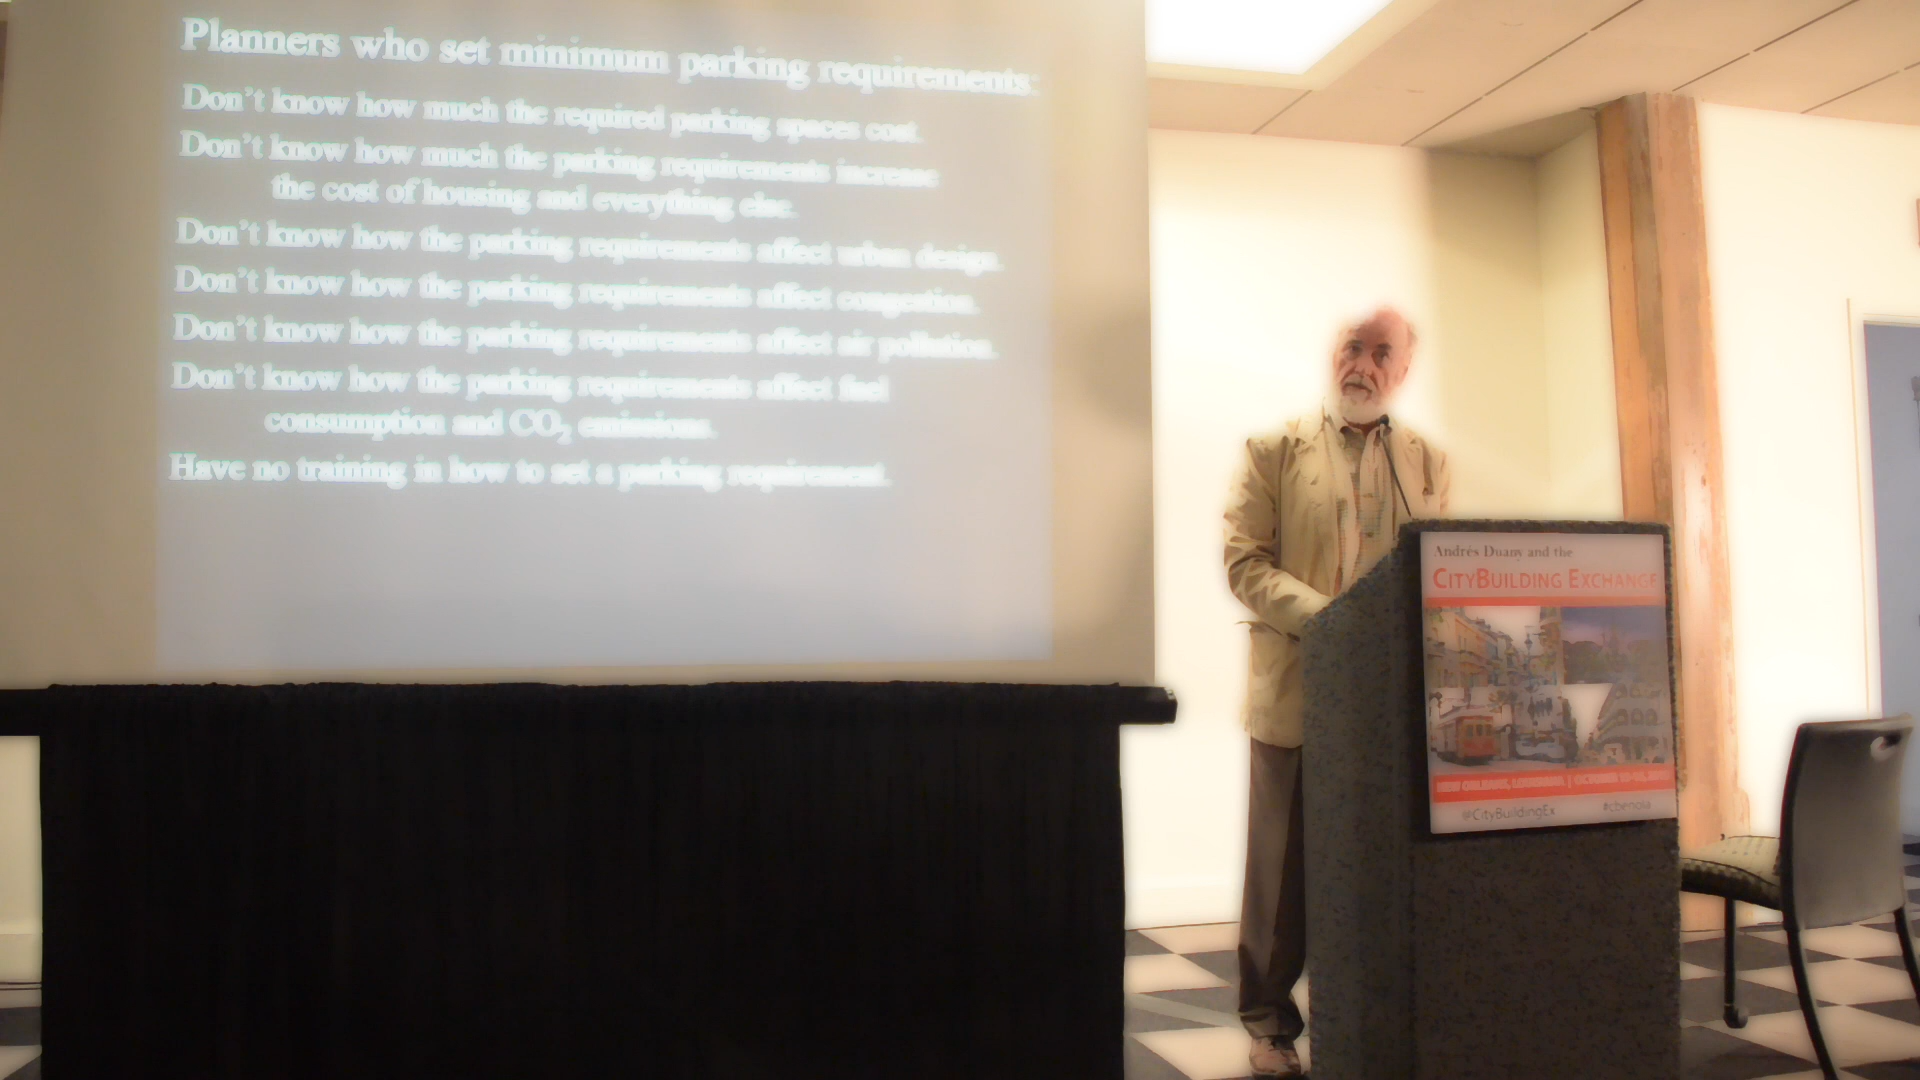 Planners who set minimum parking requirements:
Don't know how much the required parking spaces cost.
Don't know how much the parking requirements increase
the cost of housing and everything else.
Don't know how the parking requirements affect urban design.
Don't know how the parking requirements affect congestion.
Don't know how the parking requirements affect air pollution.
Don't know how the parking requirements affect fuel
consumption and CO₂ emissions.
Have no training in how to set a parking requirement.
Andrés Duany and the
CITYBUILDING EXCHANGE
NEW ORLEANS, LOUISIANA | OCTOBER
@CityBuildingEx #cbenola